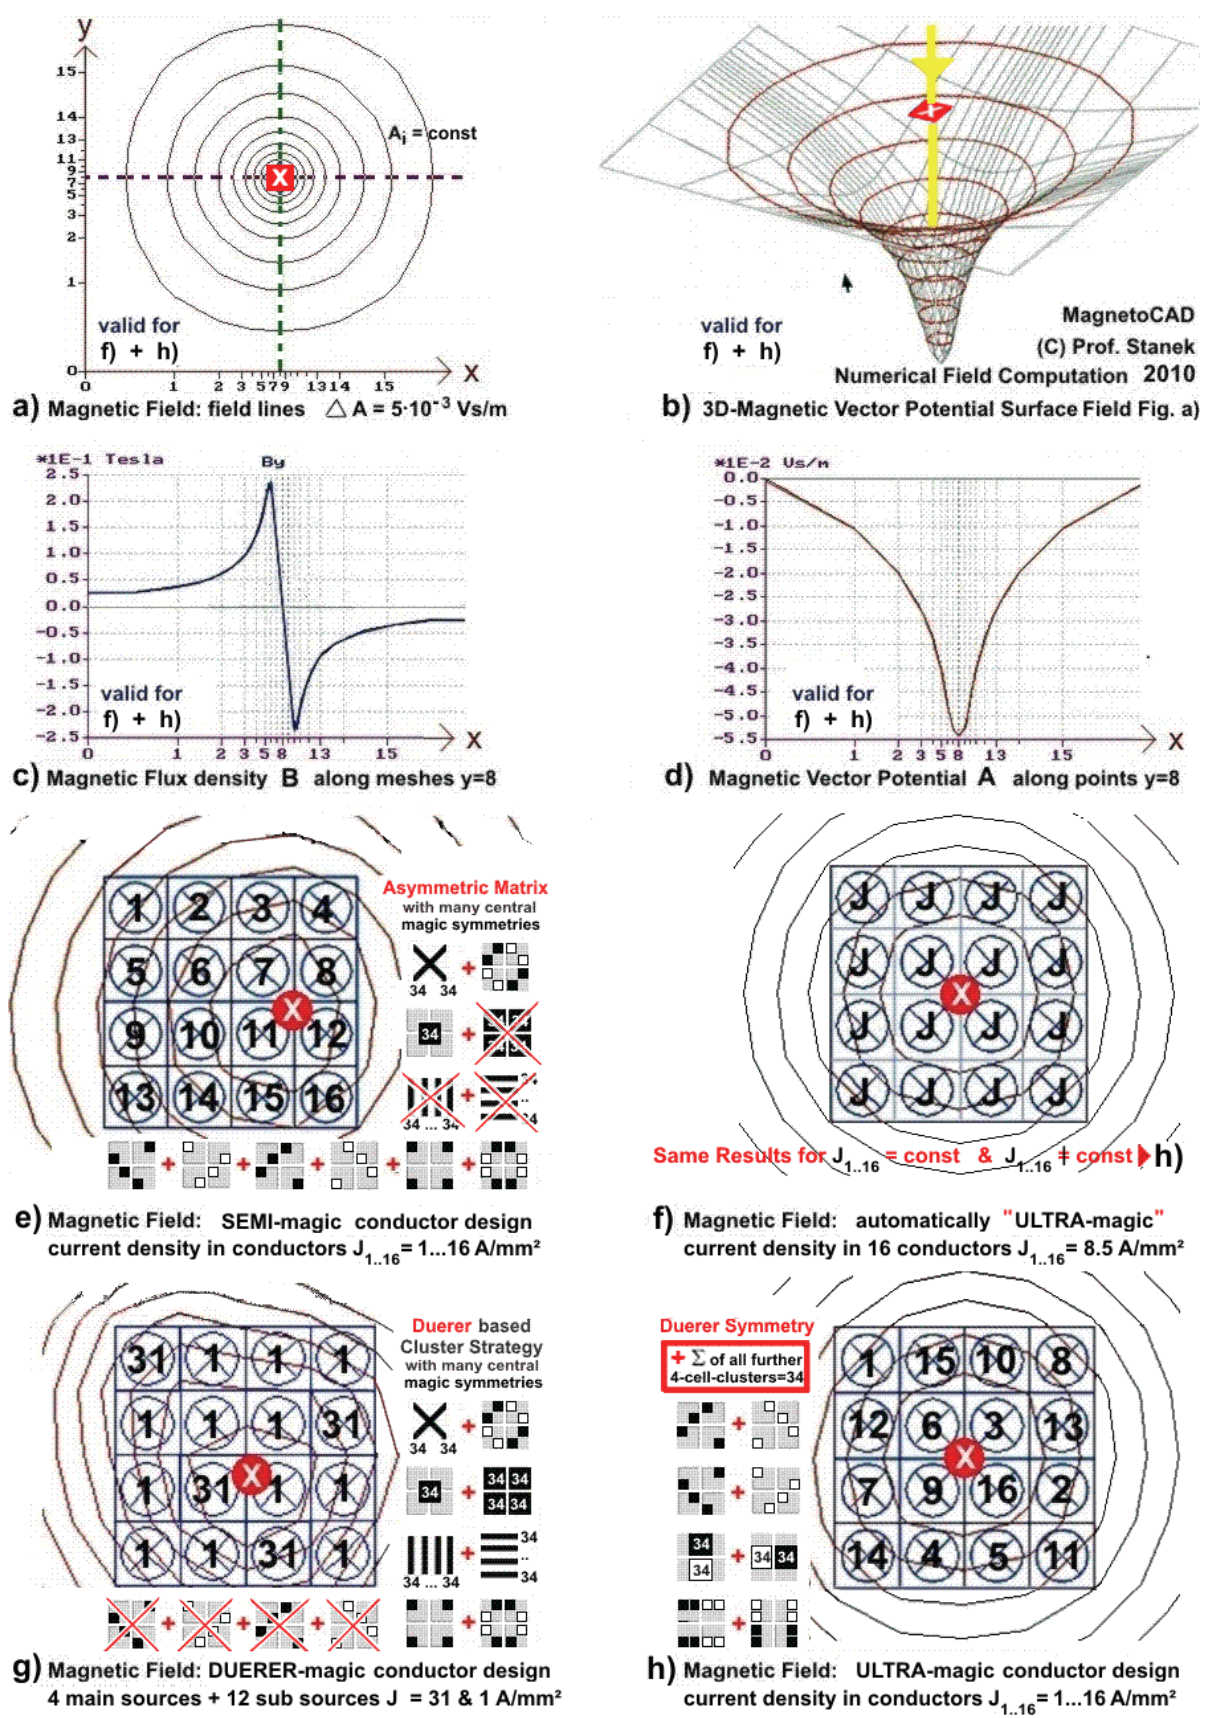 y
15
14
13
11
9
7
5
3
2
1
0
A i = const
X
valid for
f) + h)
0 1 2 3 5 7 9 13 14 15 X
a) Magnetic Field: field lines △ A = 5·10⁻³ Vs/m
X
valid for
f) + h)
MagnetoCAD
(C) Prof. Stanek
Numerical Field Computation 2010
b) 3D-Magnetic Vector Potential Surface Field Fig. a)
*1E-1 Tesla
By
2.5
2.0
1.5
1.0
0.5
0.0
-0.5
-1.0
-1.5
-2.0
-2.5
valid for
f) + h)
0 1 2 3 5 8 13 15 X
c) Magnetic Flux density B along meshes y=8
*1E-2 Vs/m
0.0
-0.5
-1.0
-2.0
-3.0
-3.5
-4.0
-4.5
-5.0
-5.5
valid for
f) + h)
0 1 2 3 5 8 13 15 X
d) Magnetic Vector Potential A along points y=8
1 2 3 4
5 6 7 8
X
9 10 11 12
13 14 15 16
Asymmetric Matrix
with many central
magic symmetries
34 34
34
34 34
34 34
34 ... 34
34
..
34
e) Magnetic Field: SEMI-magic conductor design
current density in conductors J1..16 = 1...16 A/mm²
J J J J
J J J J
X
J J J J
J J J J
Same Results for J1..16 = const & J1..16 ≠ const h)
f) Magnetic Field: automatically "ULTRA-magic"
current density in 16 conductors J1..16 = 8.5 A/mm²
31 1 1 1
1 1 1 31
X
1 31 1 1
1 1 31 1
Duerer based
Cluster Strategy
with many central
magic symmetries
34 34
34
34 34
34 34
34 ... 34
34
..
34
g) Magnetic Field: DUERER-magic conductor design
4 main sources + 12 sub sources J = 31 & 1 A/mm²
Duerer Symmetry
+ Σ of all further
4-cell-clusters=34
34
34
34 34
1 15 10 8
12 6 3 13
X
7 9 16 2
14 4 5 11
h) Magnetic Field: ULTRA-magic conductor design
current density in conductors J1..16 = 1...16 A/mm²